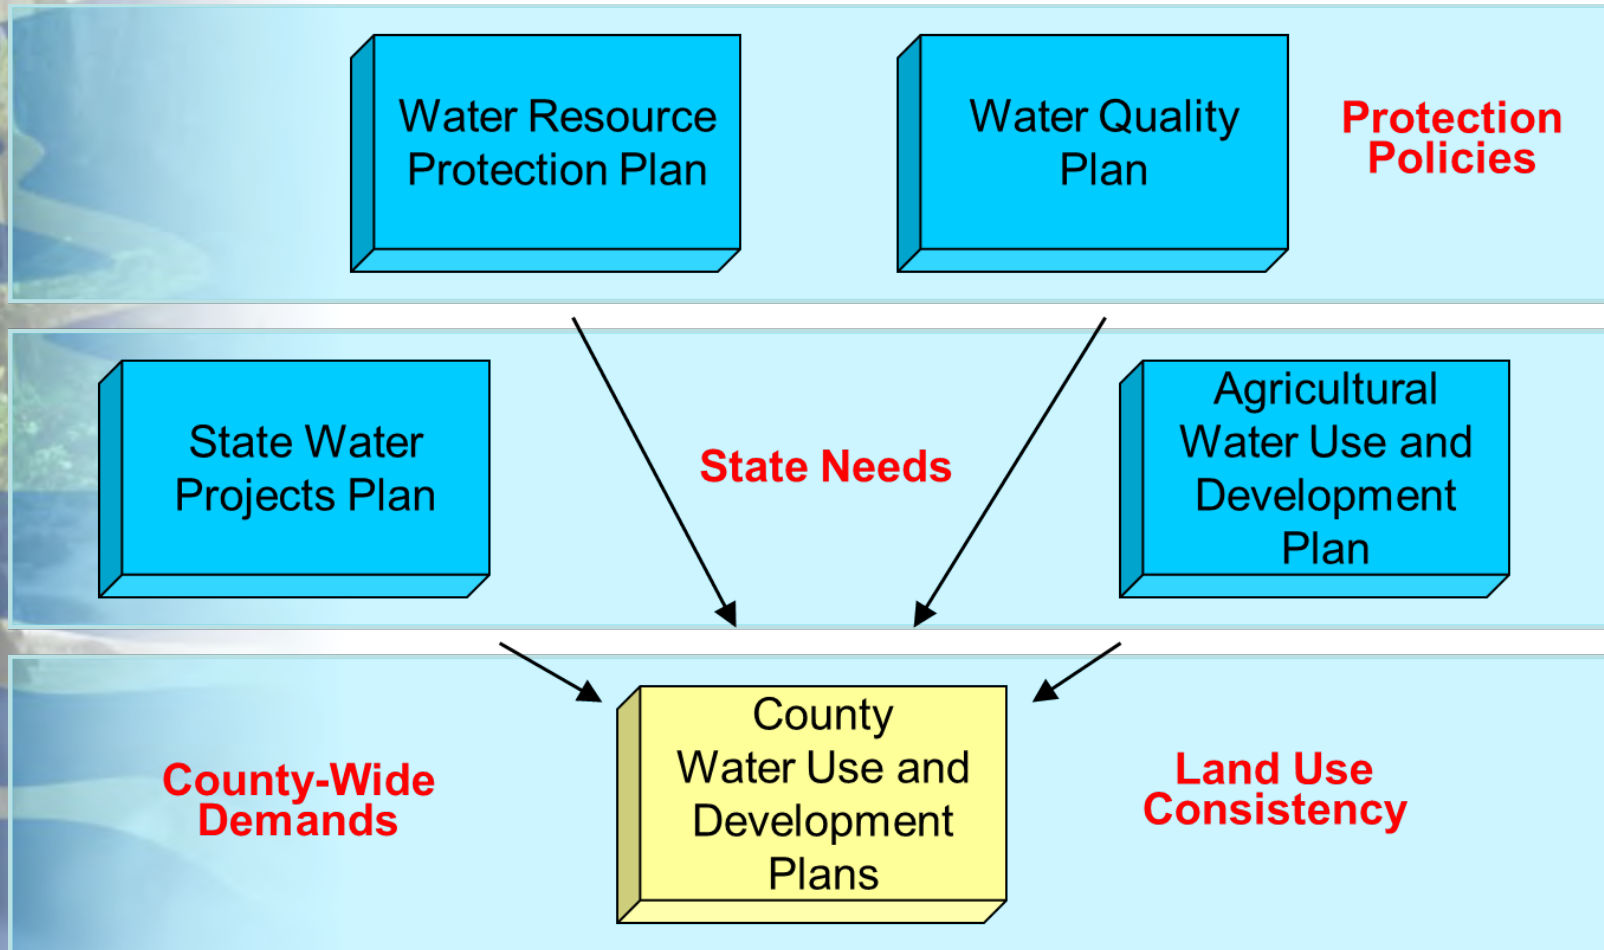 Water Resource
Protection Plan
Water Quality
Plan
Protection
Policies
State Water
Projects Plan
State Needs
Agricultural
Water Use and
Development
Plan
County-Wide
Demands
County
Water Use and
Development
Plans
Land Use
Consistency